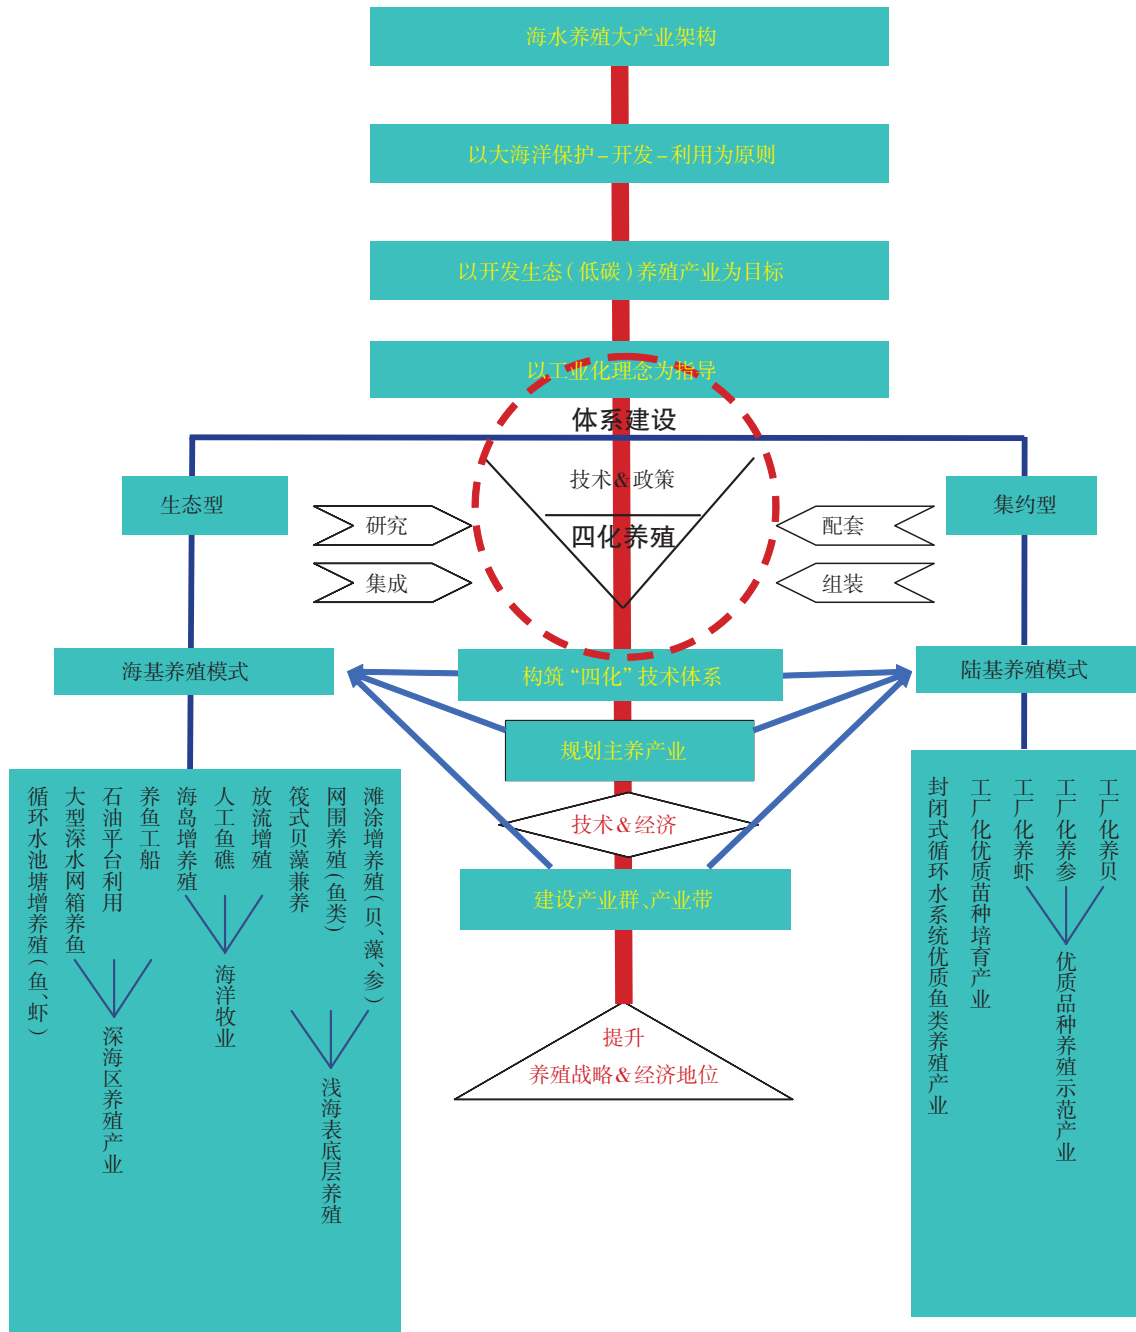 海水养殖大产业架构
以大海洋保护–开发–利用为原则
以开发生态(低碳)养殖产业为目标
以工业化理念为指导
体系建设
技术&政策
四化养殖
生态型
集约型
研究
集成
配套
组装
海基养殖模式
构筑“四化”技术体系
陆基养殖模式
规划主养产业
技术&经济
建设产业群、产业带
提升
养殖战略&经济地位
循环水池塘增养殖(鱼、虾)
大型深水网箱养鱼
石油平台利用
养鱼工船
深海区养殖产业
海岛增养殖
人工鱼礁
放流增殖
海洋牧业
筏式贝藻兼养
网围养殖(鱼类)
滩涂增养殖(贝、藻、参)
浅海表底层养殖
封闭式循环水系统优质鱼类养殖产业
工厂化优质苗种培育产业
工厂化养虾
工厂化养参
工厂化养贝
优质品种养殖示范产业